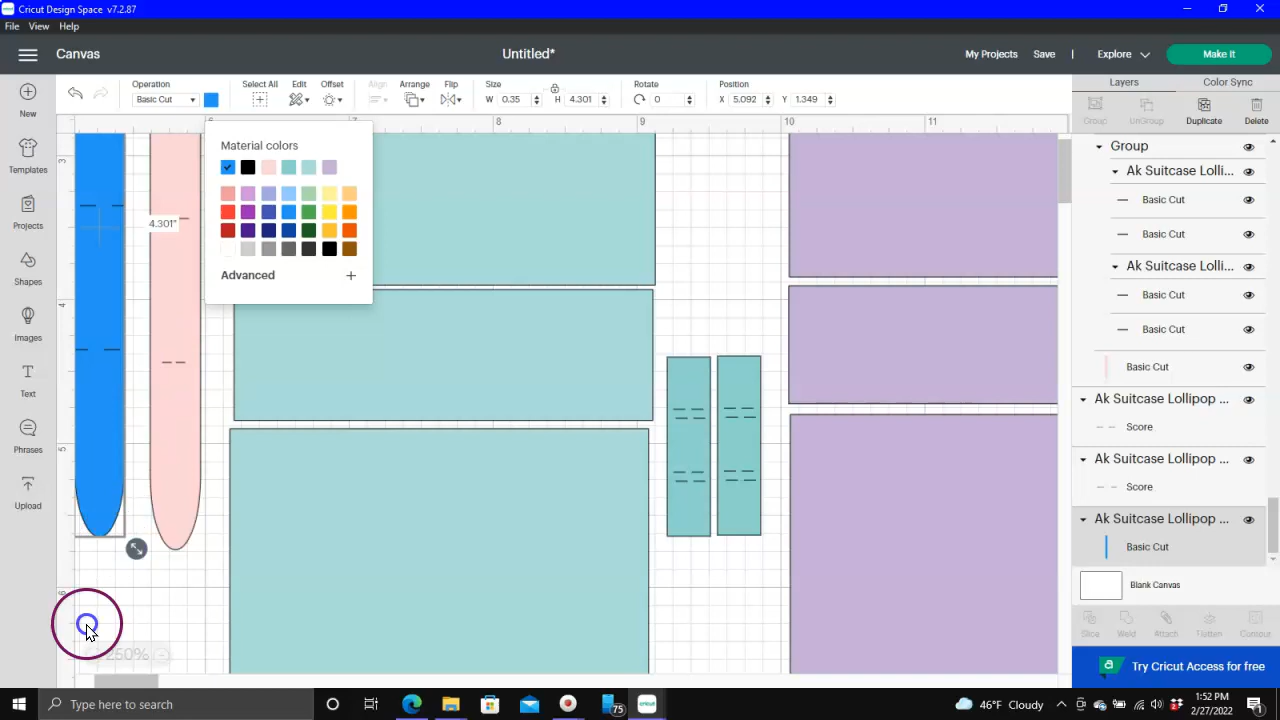 Cricut Design Space v7.2.87
File View Help
Canvas
Untitled*
My Projects Save | Explore Make It
Operation Select All Edit Offset Align Arrange Flip Size Rotate Position
Basic Cut W 0.35 H 4.301 0 X 5.092 Y 1.349
Layers Color Sync
Group UnGroup Duplicate Delete
New
Templates
Projects
Shapes
Images
Text
Phrases
Upload
6 7 8 9 10 11
3
4
5
6
4.301"
Material colors
Advanced +
250%
Group
Ak Suitcase Lolli...
Basic Cut
Basic Cut
Ak Suitcase Lolli...
Basic Cut
Basic Cut
Basic Cut
Ak Suitcase Lollipop ...
Score
Ak Suitcase Lollipop ...
Score
Ak Suitcase Lollipop ...
Basic Cut
Blank Canvas
Slice Weld Attach Flatten Contour
a Try Cricut Access for free
Type here to search
75
46°F Cloudy
1:52 PM
2/27/2022
1